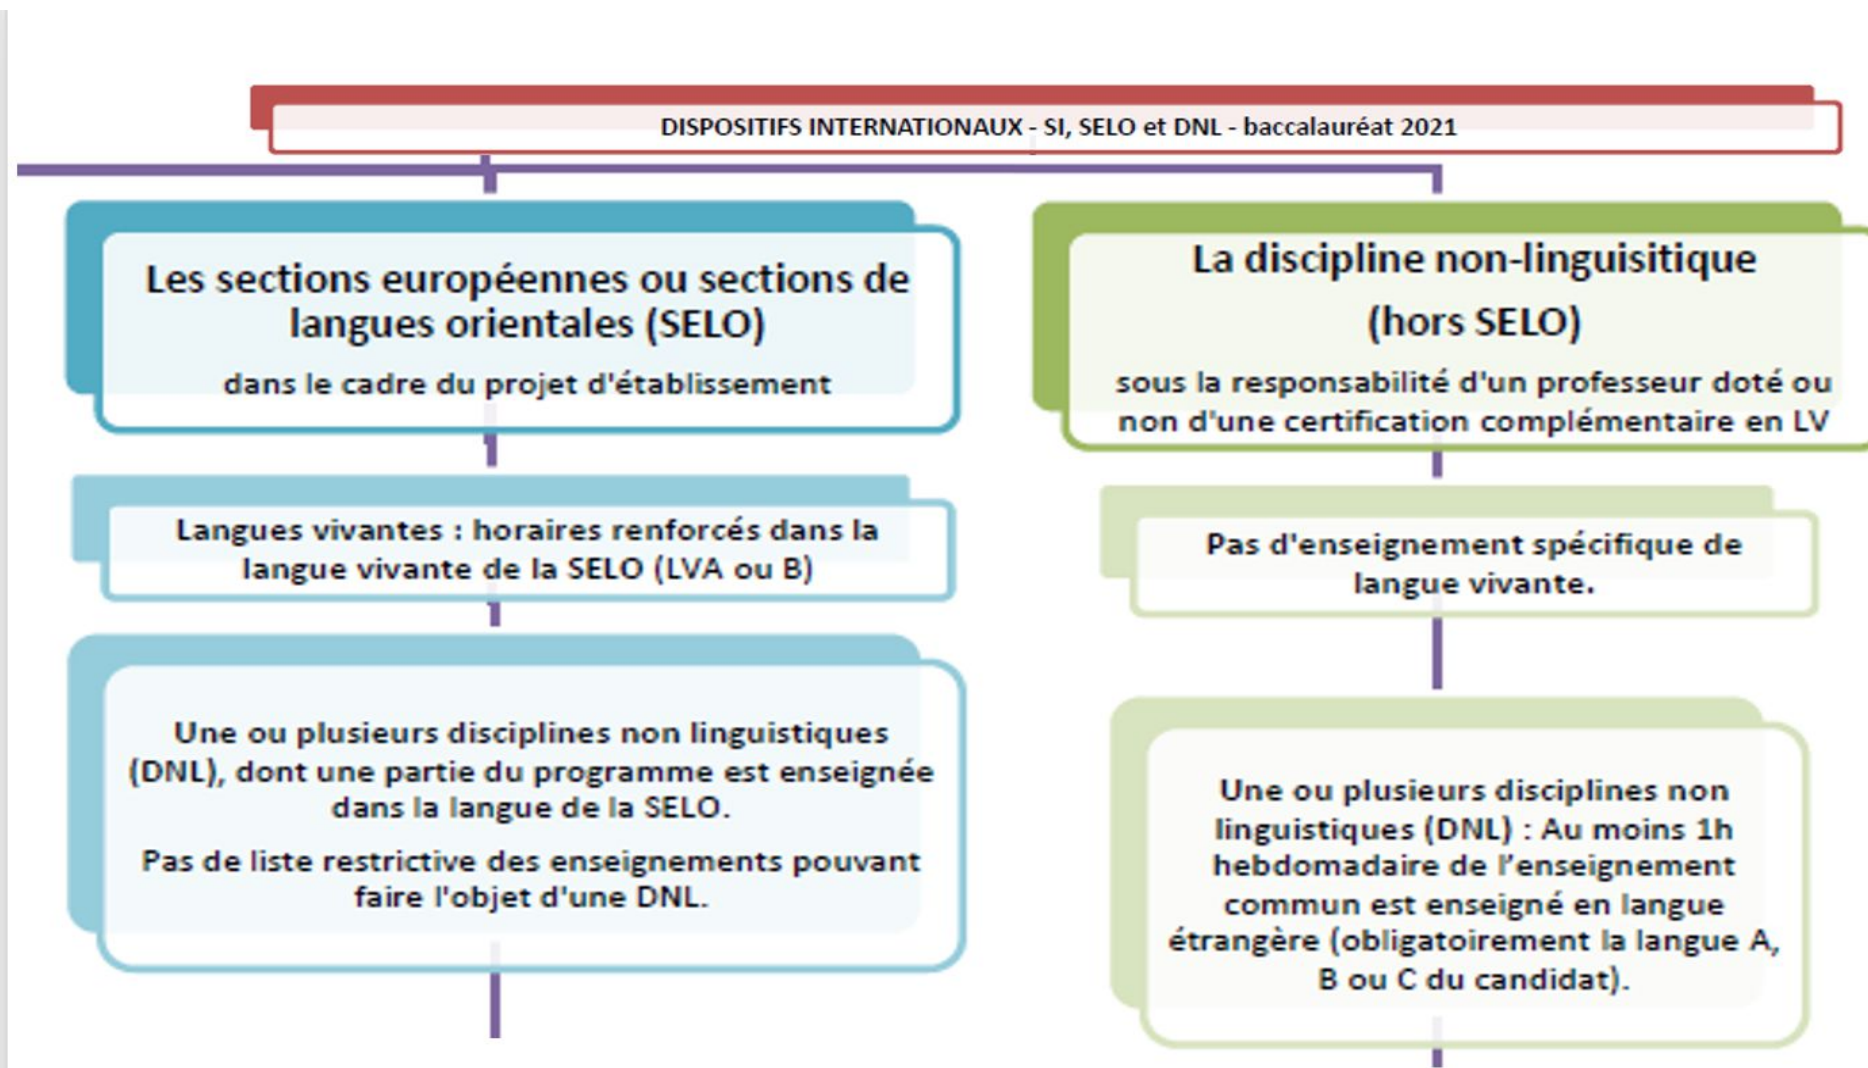 DISPOSITIFS INTERNATIONAUX - SI, SELO et DNL - baccalauréat 2021
Les sections européennes ou sections de
langues orientales (SELO)
dans le cadre du projet d'établissement
Langues vivantes : horaires renforcés dans la
langue vivante de la SELO (LVA ou B)
Une ou plusieurs disciplines non linguistiques
(DNL), dont une partie du programme est enseignée
dans la langue de la SELO.
Pas de liste restrictive des enseignements pouvant
faire l'objet d'une DNL.
La discipline non-linguisitique
(hors SELO)
sous la responsabilité d'un professeur doté ou
non d'une certification complémentaire en LV
Pas d'enseignement spécifique de
langue vivante.
Une ou plusieurs disciplines non
linguistiques (DNL) : Au moins 1h
hebdomadaire de l’enseignement
commun est enseigné en langue
étrangère (obligatoirement la langue A,
B ou C du candidat).